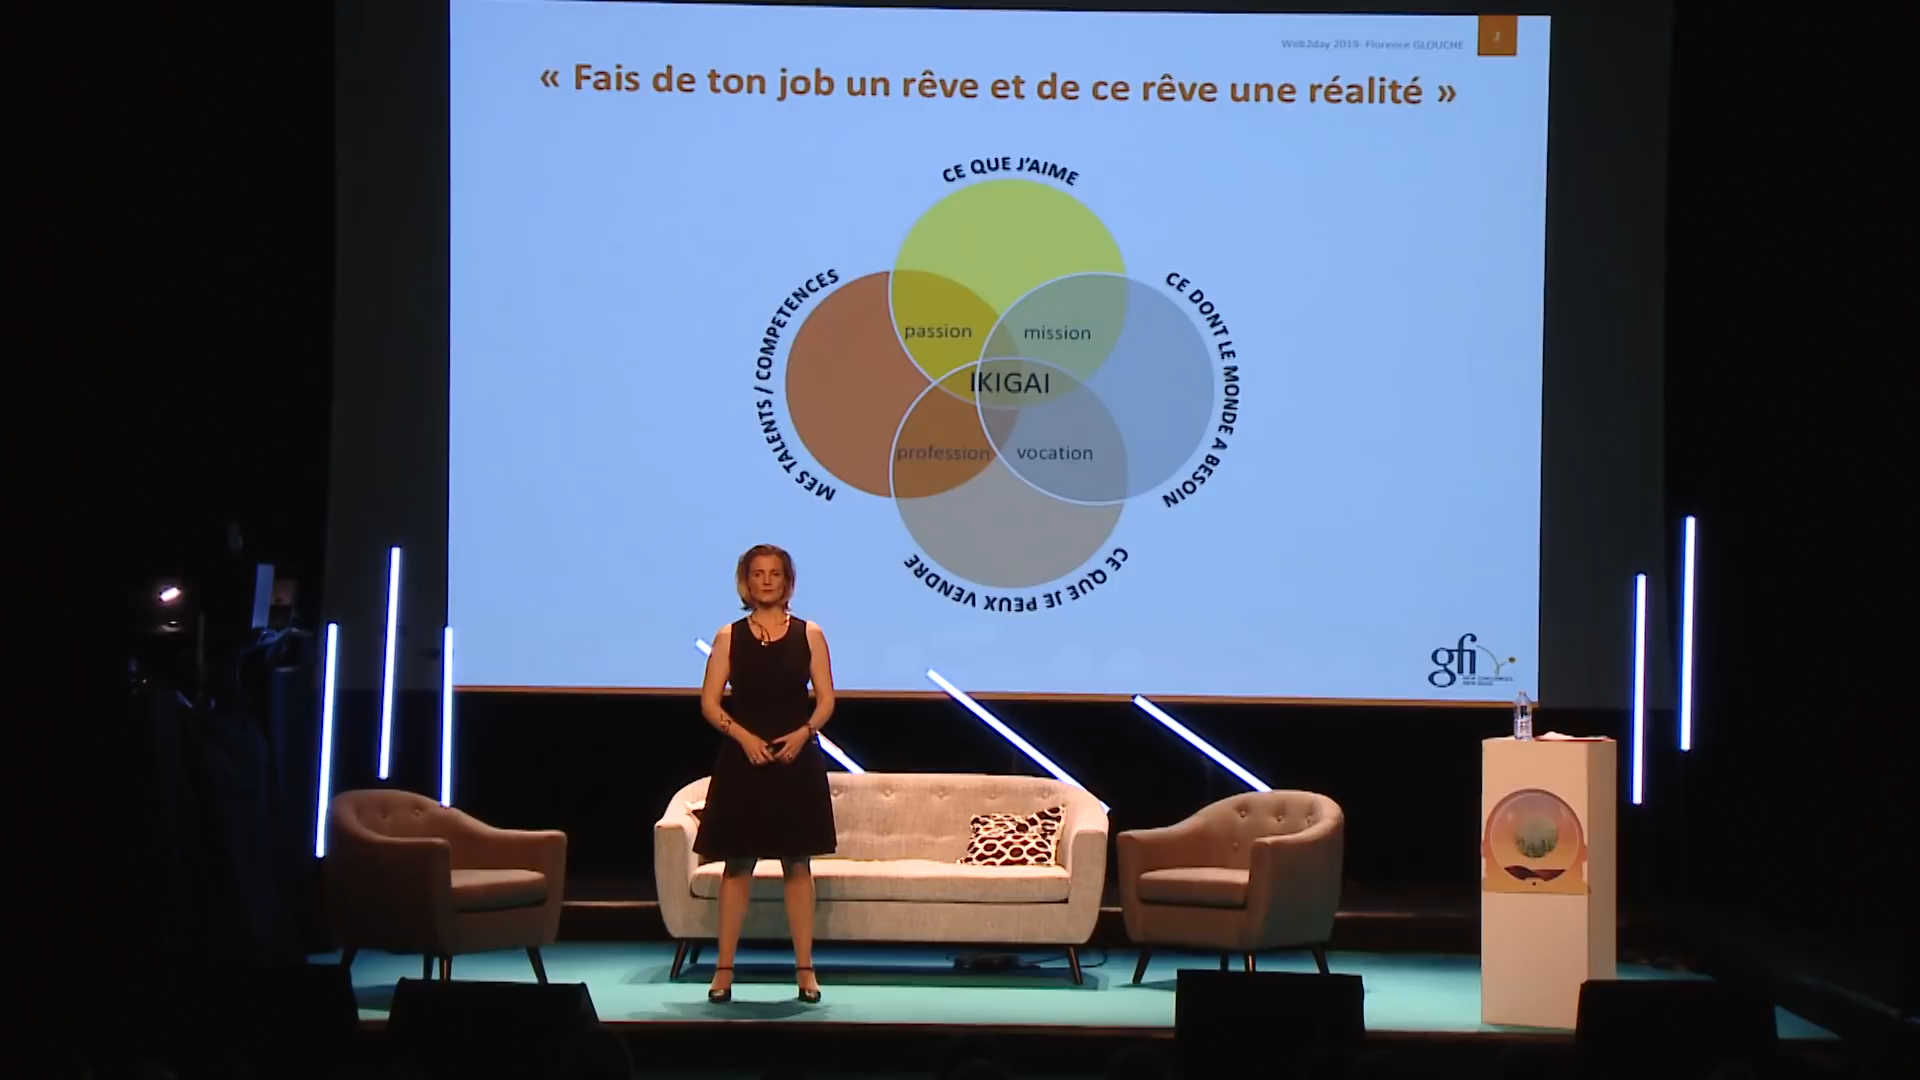 Web2day 2019- Florence GLOUCHE
2
« Fais de ton job un rêve et de ce rêve une réalité »
CE QUE J'AIME
MES TALENTS / COMPETENCES
CE DONT LE MONDE A BESOIN
passion
mission
IKIGAI
profession
vocation
CE QUE JE PEUX VENDRE
gfi